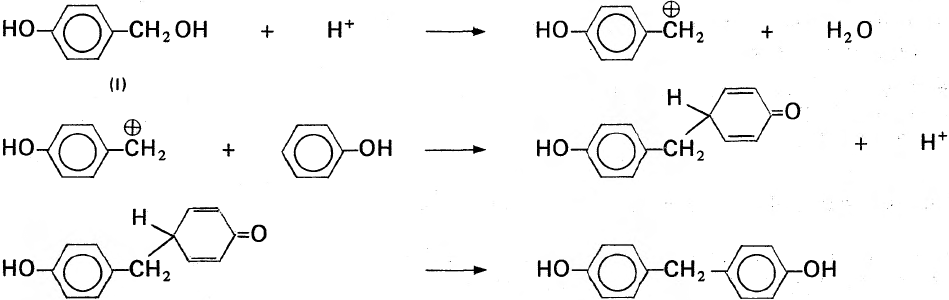 HO CH₂OH + H⁺ → HO ⊕ CH₂ + H₂O
(I)
HO ⊕ CH₂ + OH → HO CH₂ H O + H⁺
HO CH₂ H O → HO CH₂ OH